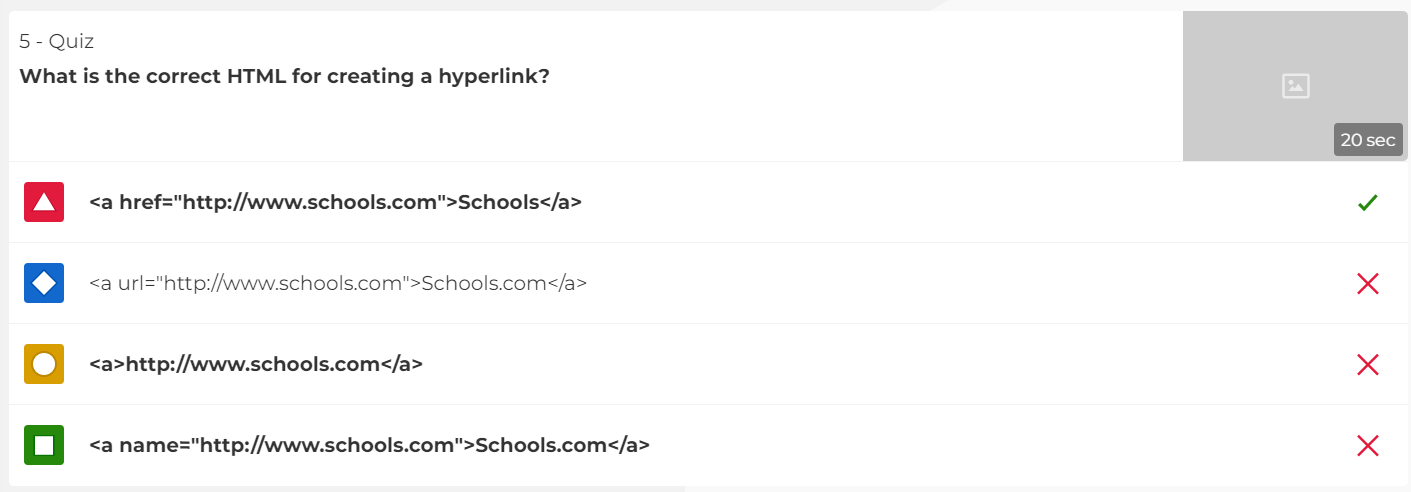 5 - Quiz
What is the correct HTML for creating a hyperlink?
20 sec
<a href="http://www.schools.com">Schools</a>
<a url="http://www.schools.com">Schools.com</a>
<a>http://www.schools.com</a>
<a name="http://www.schools.com">Schools.com</a>